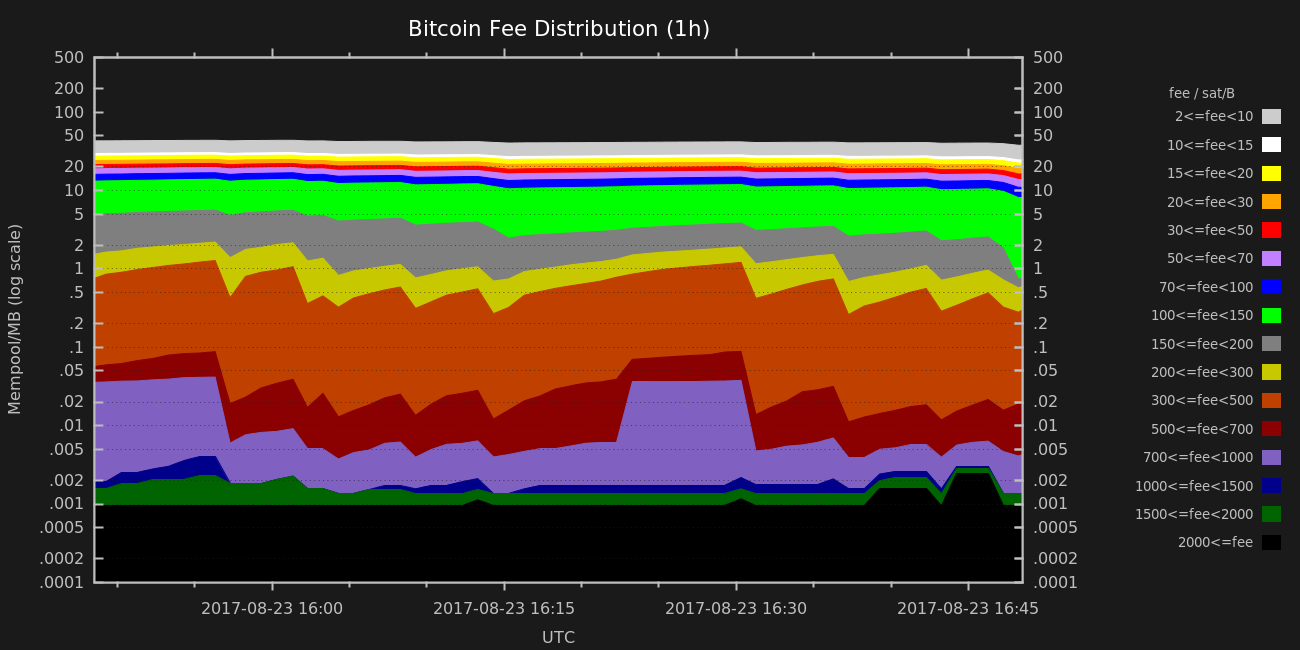 Bitcoin Fee Distribution (1h)
Mempool/MB (log scale)
500
200
100
50
20
10
5
2
1
.5
.2
.1
.05
.02
.01
.005
.002
.001
.0005
.0002
.0001
500
200
100
50
20
10
5
2
1
.5
.2
.1
.05
.02
.01
.005
.002
.001
.0005
.0002
.0001
2017-08-23 16:00
2017-08-23 16:15
2017-08-23 16:30
2017-08-23 16:45
UTC
fee / sat/B
2<=fee<10
10<=fee<15
15<=fee<20
20<=fee<30
30<=fee<50
50<=fee<70
70<=fee<100
100<=fee<150
150<=fee<200
200<=fee<300
300<=fee<500
500<=fee<700
700<=fee<1000
1000<=fee<1500
1500<=fee<2000
2000<=fee